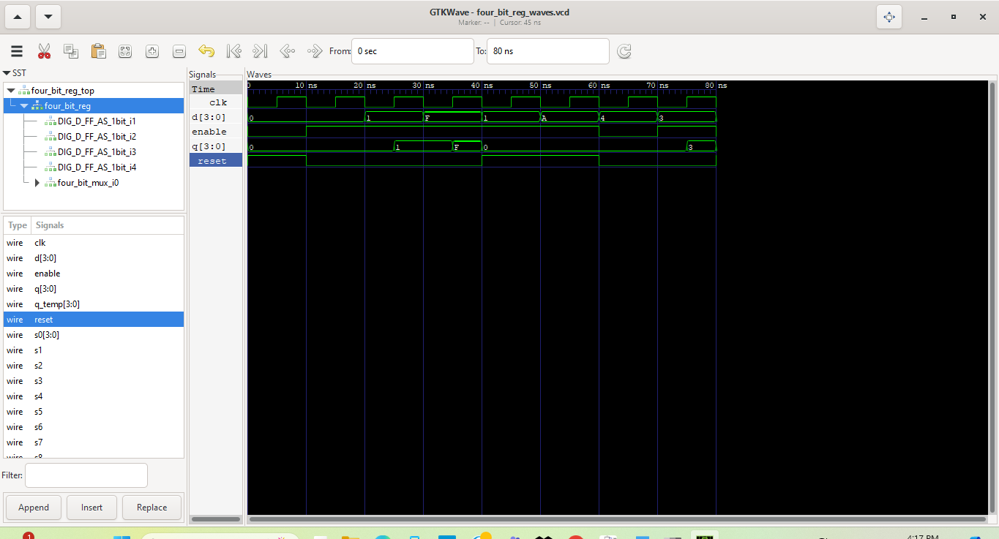 GTKWave - four_bit_reg_waves.vcd
Marker: -- | Cursor: 45 ns
From: 0 sec To: 80 ns
SST
four_bit_reg_top
four_bit_reg
DIG_D_FF_AS_1bit_i1
DIG_D_FF_AS_1bit_i2
DIG_D_FF_AS_1bit_i3
DIG_D_FF_AS_1bit_i4
four_bit_mux_i0
Type Signals
wire clk
wire d[3:0]
wire enable
wire q[3:0]
wire q_temp[3:0]
wire reset
wire s0[3:0]
wire s1
wire s2
wire s3
wire s4
wire s5
wire s6
wire s7
wire s8
Filter:
Append Insert Replace
Signals
Time
clk
d[3:0]
enable
q[3:0]
reset
Waves
0 10 ns 20 ns 30 ns 40 ns 50 ns 60 ns 70 ns 80 ns
0 1 F 1 A 4 3
0 1 F 0 3
1
4:17 PM